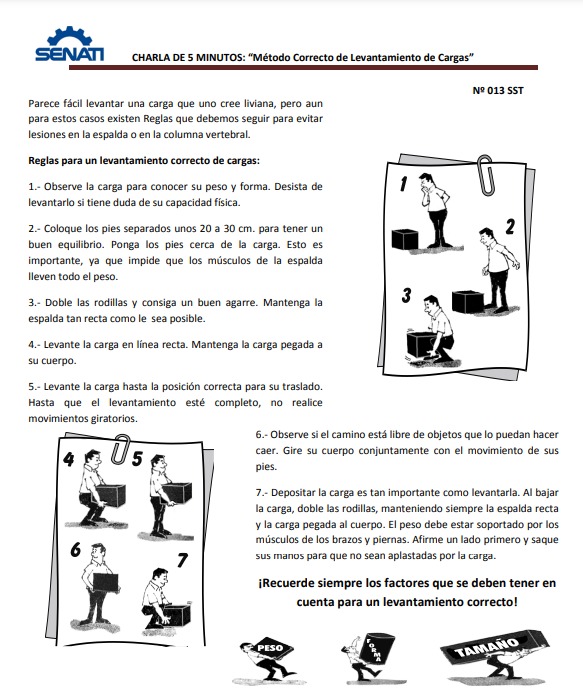 SENATI
CHARLA DE 5 MINUTOS: “Método Correcto de Levantamiento de Cargas”
Nº 013 SST
Parece fácil levantar una carga que uno cree liviana, pero aun
para estos casos existen Reglas que debemos seguir para evitar
lesiones en la espalda o en la columna vertebral.
Reglas para un levantamiento correcto de cargas:
1.- Observe la carga para conocer su peso y forma. Desista de
levantarlo si tiene duda de su capacidad física.
2.- Coloque los pies separados unos 20 a 30 cm. para tener un
buen equilibrio. Ponga los pies cerca de la carga. Esto es
importante, ya que impide que los músculos de la espalda
lleven todo el peso.
3.- Doble las rodillas y consiga un buen agarre. Mantenga la
espalda tan recta como le sea posible.
4.- Levante la carga en línea recta. Mantenga la carga pegada a
su cuerpo.
5.- Levante la carga hasta la posición correcta para su traslado.
Hasta que el levantamiento esté completo, no realice
movimientos giratorios.
1
2
3
4
5
6
7
6.- Observe si el camino está libre de objetos que lo puedan hacer
caer. Gire su cuerpo conjuntamente con el movimiento de sus
pies.
7.- Depositar la carga es tan importante como levantarla. Al bajar
la carga, doble las rodillas, manteniendo siempre la espalda recta
y la carga pegada al cuerpo. El peso debe estar soportado por los
músculos de los brazos y piernas. Afirme un lado primero y saque
sus manos para que no sean aplastadas por la carga.
¡Recuerde siempre los factores que se deben tener en
cuenta para un levantamiento correcto!
PESO
FORMA
TAMAÑO